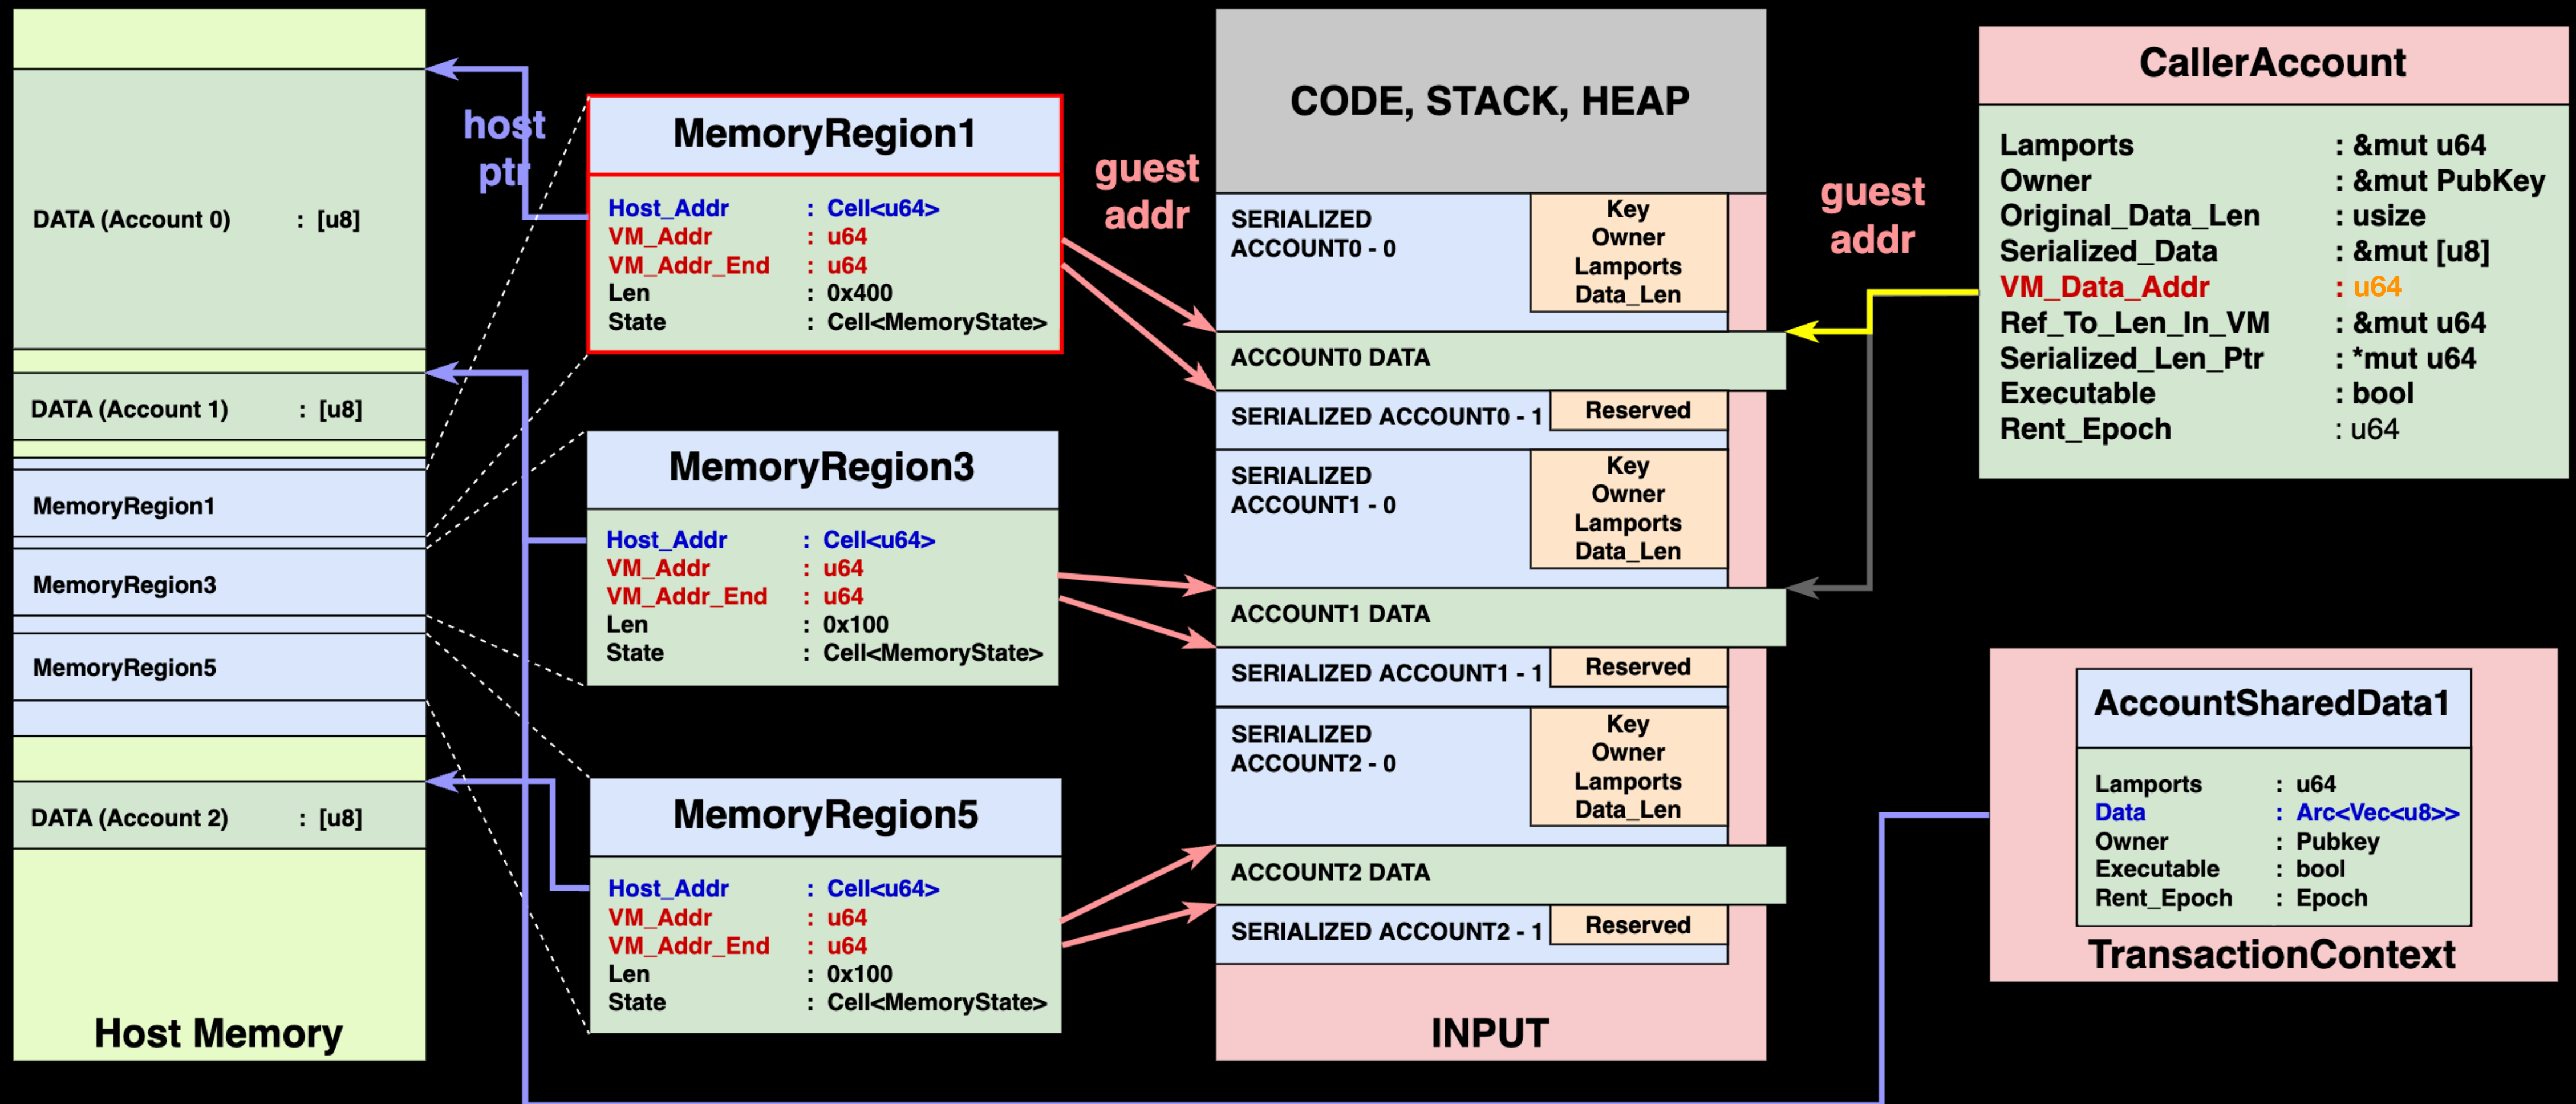 DATA (Account 0) : [u8]
DATA (Account 1) : [u8]
MemoryRegion1
MemoryRegion3
MemoryRegion5
DATA (Account 2) : [u8]
Host Memory
host
ptr
MemoryRegion1
Host_Addr : Cell<u64>
VM_Addr : u64
VM_Addr_End : u64
Len : 0x400
State : Cell<MemoryState>
MemoryRegion3
Host_Addr : Cell<u64>
VM_Addr : u64
VM_Addr_End : u64
Len : 0x100
State : Cell<MemoryState>
MemoryRegion5
Host_Addr : Cell<u64>
VM_Addr : u64
VM_Addr_End : u64
Len : 0x100
State : Cell<MemoryState>
guest
addr
CODE, STACK, HEAP
SERIALIZED
ACCOUNT0 - 0
Key
Owner
Lamports
Data_Len
ACCOUNT0 DATA
SERIALIZED ACCOUNT0 - 1
Reserved
SERIALIZED
ACCOUNT1 - 0
Key
Owner
Lamports
Data_Len
ACCOUNT1 DATA
SERIALIZED ACCOUNT1 - 1
Reserved
SERIALIZED
ACCOUNT2 - 0
Key
Owner
Lamports
Data_Len
ACCOUNT2 DATA
SERIALIZED ACCOUNT2 - 1
Reserved
INPUT
guest
addr
CallerAccount
Lamports : &mut u64
Owner : &mut PubKey
Original_Data_Len : usize
Serialized_Data : &mut [u8]
VM_Data_Addr : u64
Ref_To_Len_In_VM : &mut u64
Serialized_Len_Ptr : *mut u64
Executable : bool
Rent_Epoch : u64
AccountSharedData1
Lamports : u64
Data : Arc<Vec<u8>>
Owner : Pubkey
Executable : bool
Rent_Epoch : Epoch
TransactionContext